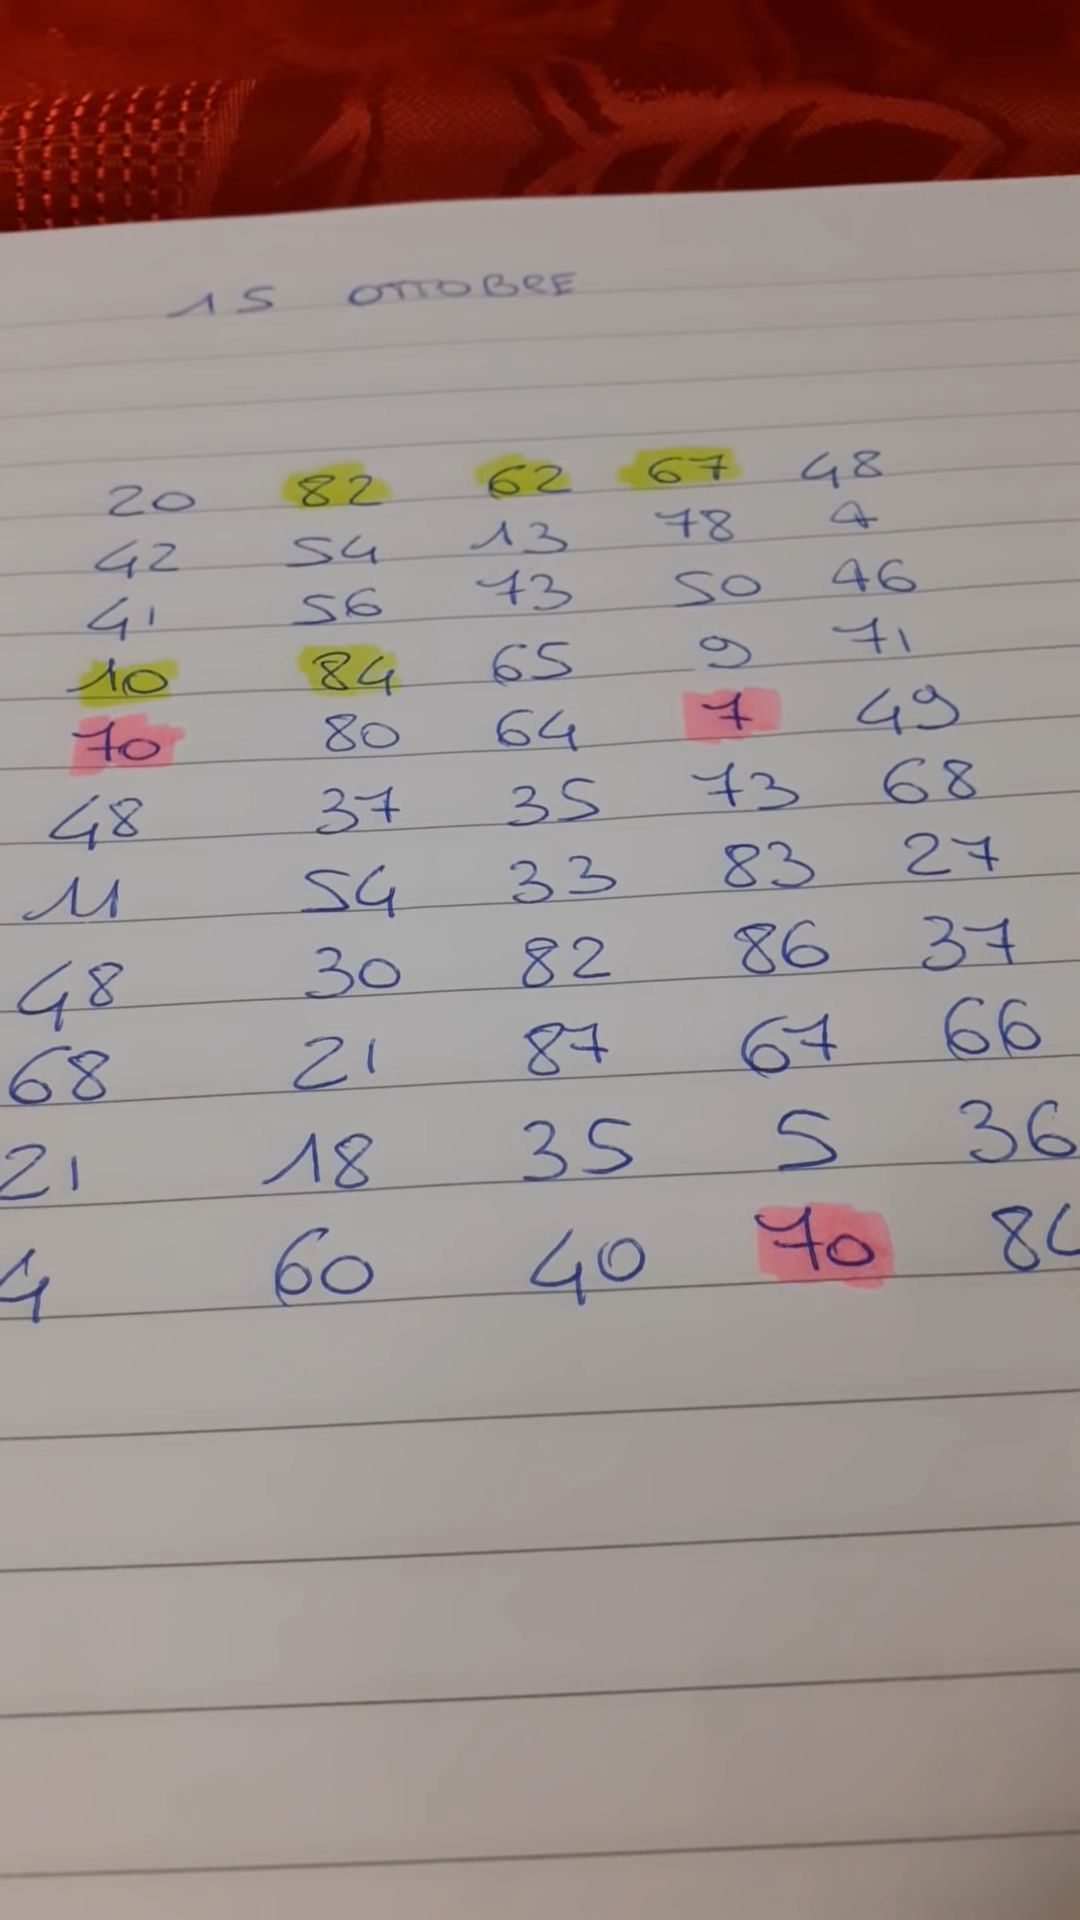 15 OTTOBRE
20 82 62 67 48
42 54 13 78 4
41 56 73 50 46
10 84 65 9 71
70 80 64 7 49
48 37 35 73 68
11 54 33 83 27
48 30 82 86 37
68 21 87 67 66
21 18 35 5 36
4 60 40 70